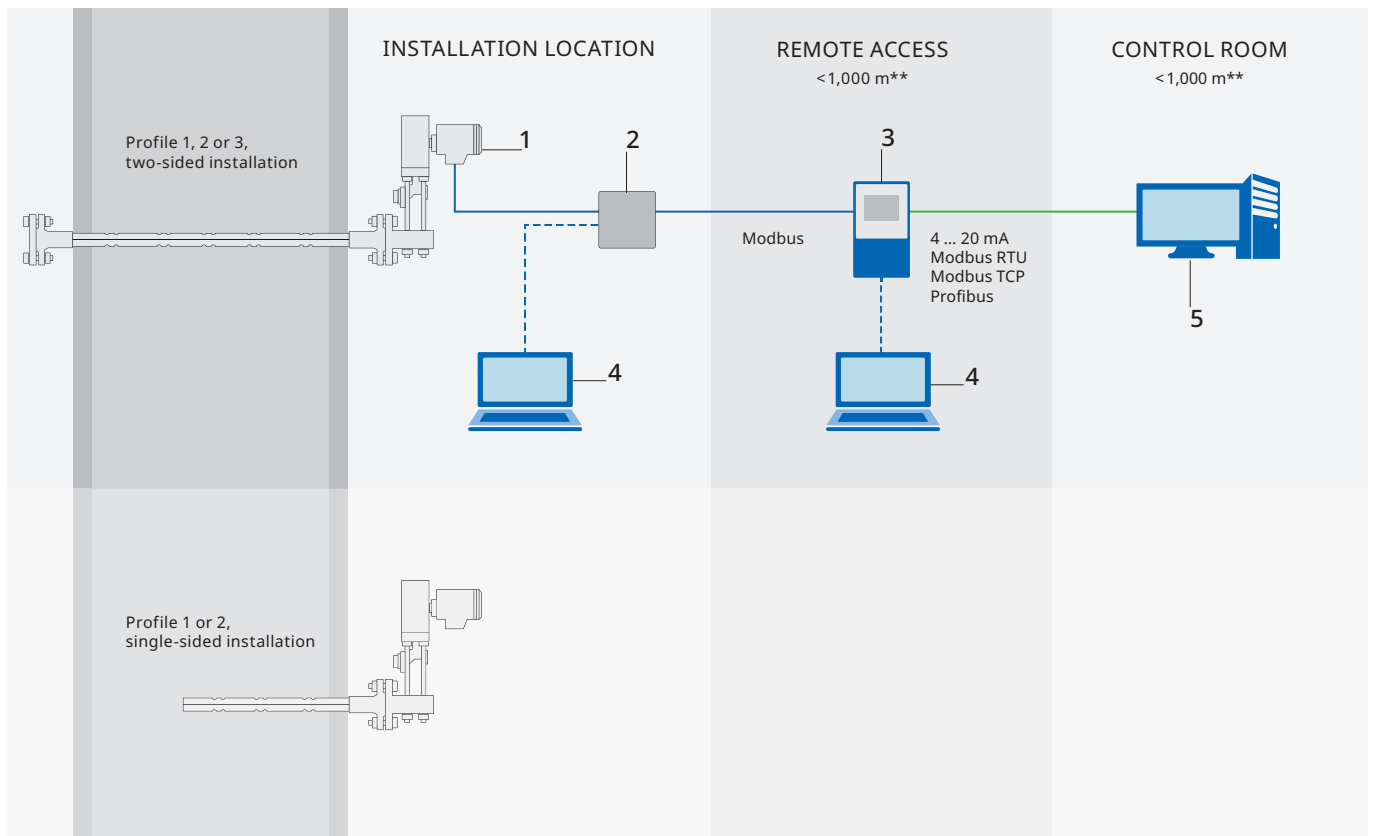 INSTALLATION LOCATION
REMOTE ACCESS
<1,000 m**
CONTROL ROOM
<1,000 m**
Profile 1, 2 or 3,
two-sided installation
1
2
3
Modbus
4 ... 20 mA
Modbus RTU
Modbus TCP
Profibus
5
4
4
Profile 1 or 2,
single-sided installation